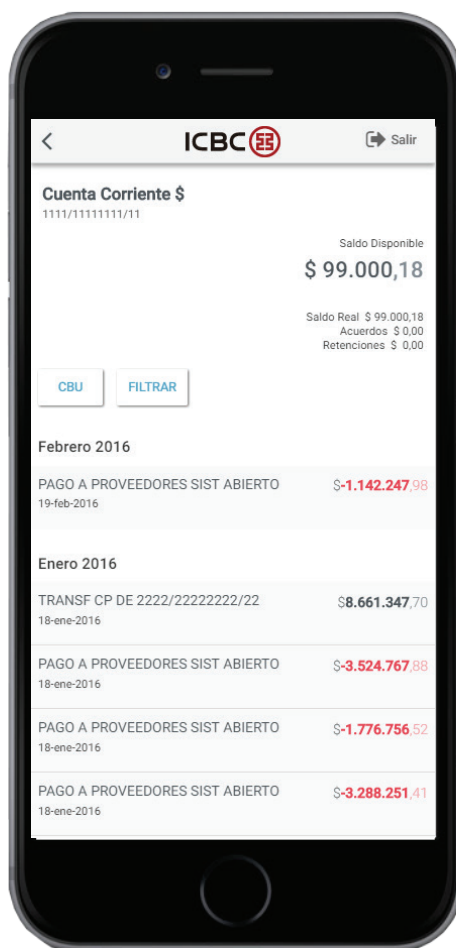 ICBC
Salir
Cuenta Corriente $
1111/11111111/11
Saldo Disponible
$ 99.000,18
Saldo Real $ 99.000,18
Acuerdos $ 0,00
Retenciones $ 0,00
CBU FILTRAR
Febrero 2016
PAGO A PROVEEDORES SIST ABIERTO $-1.142.247,98
19-feb-2016
Enero 2016
TRANSF CP DE 2222/22222222/22 $8.661.347,70
18-ene-2016
PAGO A PROVEEDORES SIST ABIERTO $-3.524.767,88
18-ene-2016
PAGO A PROVEEDORES SIST ABIERTO $-1.776.756,52
18-ene-2016
PAGO A PROVEEDORES SIST ABIERTO $-3.288.251,41
18-ene-2016